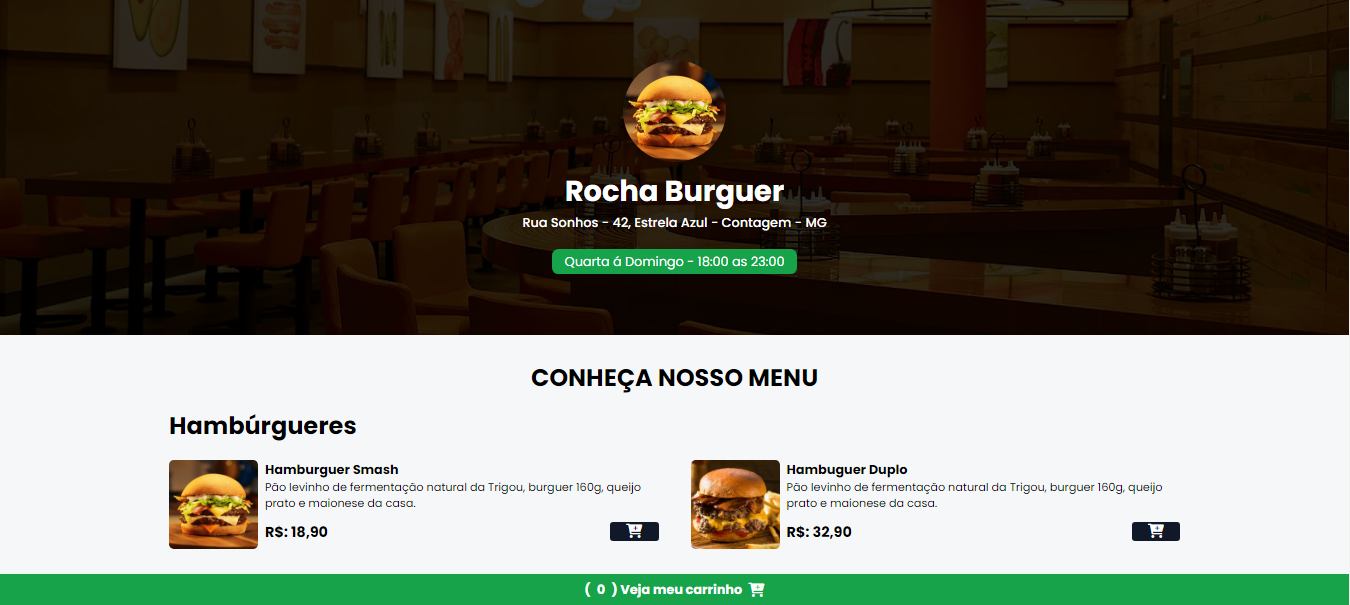 Rocha Burguer
Rua Sonhos - 42, Estrela Azul - Contagem - MG
Quarta á Domingo - 18:00 as 23:00
CONHEÇA NOSSO MENU
Hambúrgueres
Hamburguer Smash
Pão levinho de fermentação natural da Trigou, burguer 160g, queijo
prato e maionese da casa.
R$: 18,90
Hambuguer Duplo
Pão levinho de fermentação natural da Trigou, burguer 160g, queijo
prato e maionese da casa.
R$: 32,90
( 0 ) Veja meu carrinho